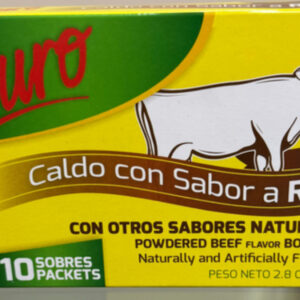 uro
Caldo con Sabor a R
CON OTROS SABORES NATU
POWDERED BEEF FLAVOR BO
Naturally and Artificially F
10 SOBRES
PACKETS
PESO NETO 2.8 O